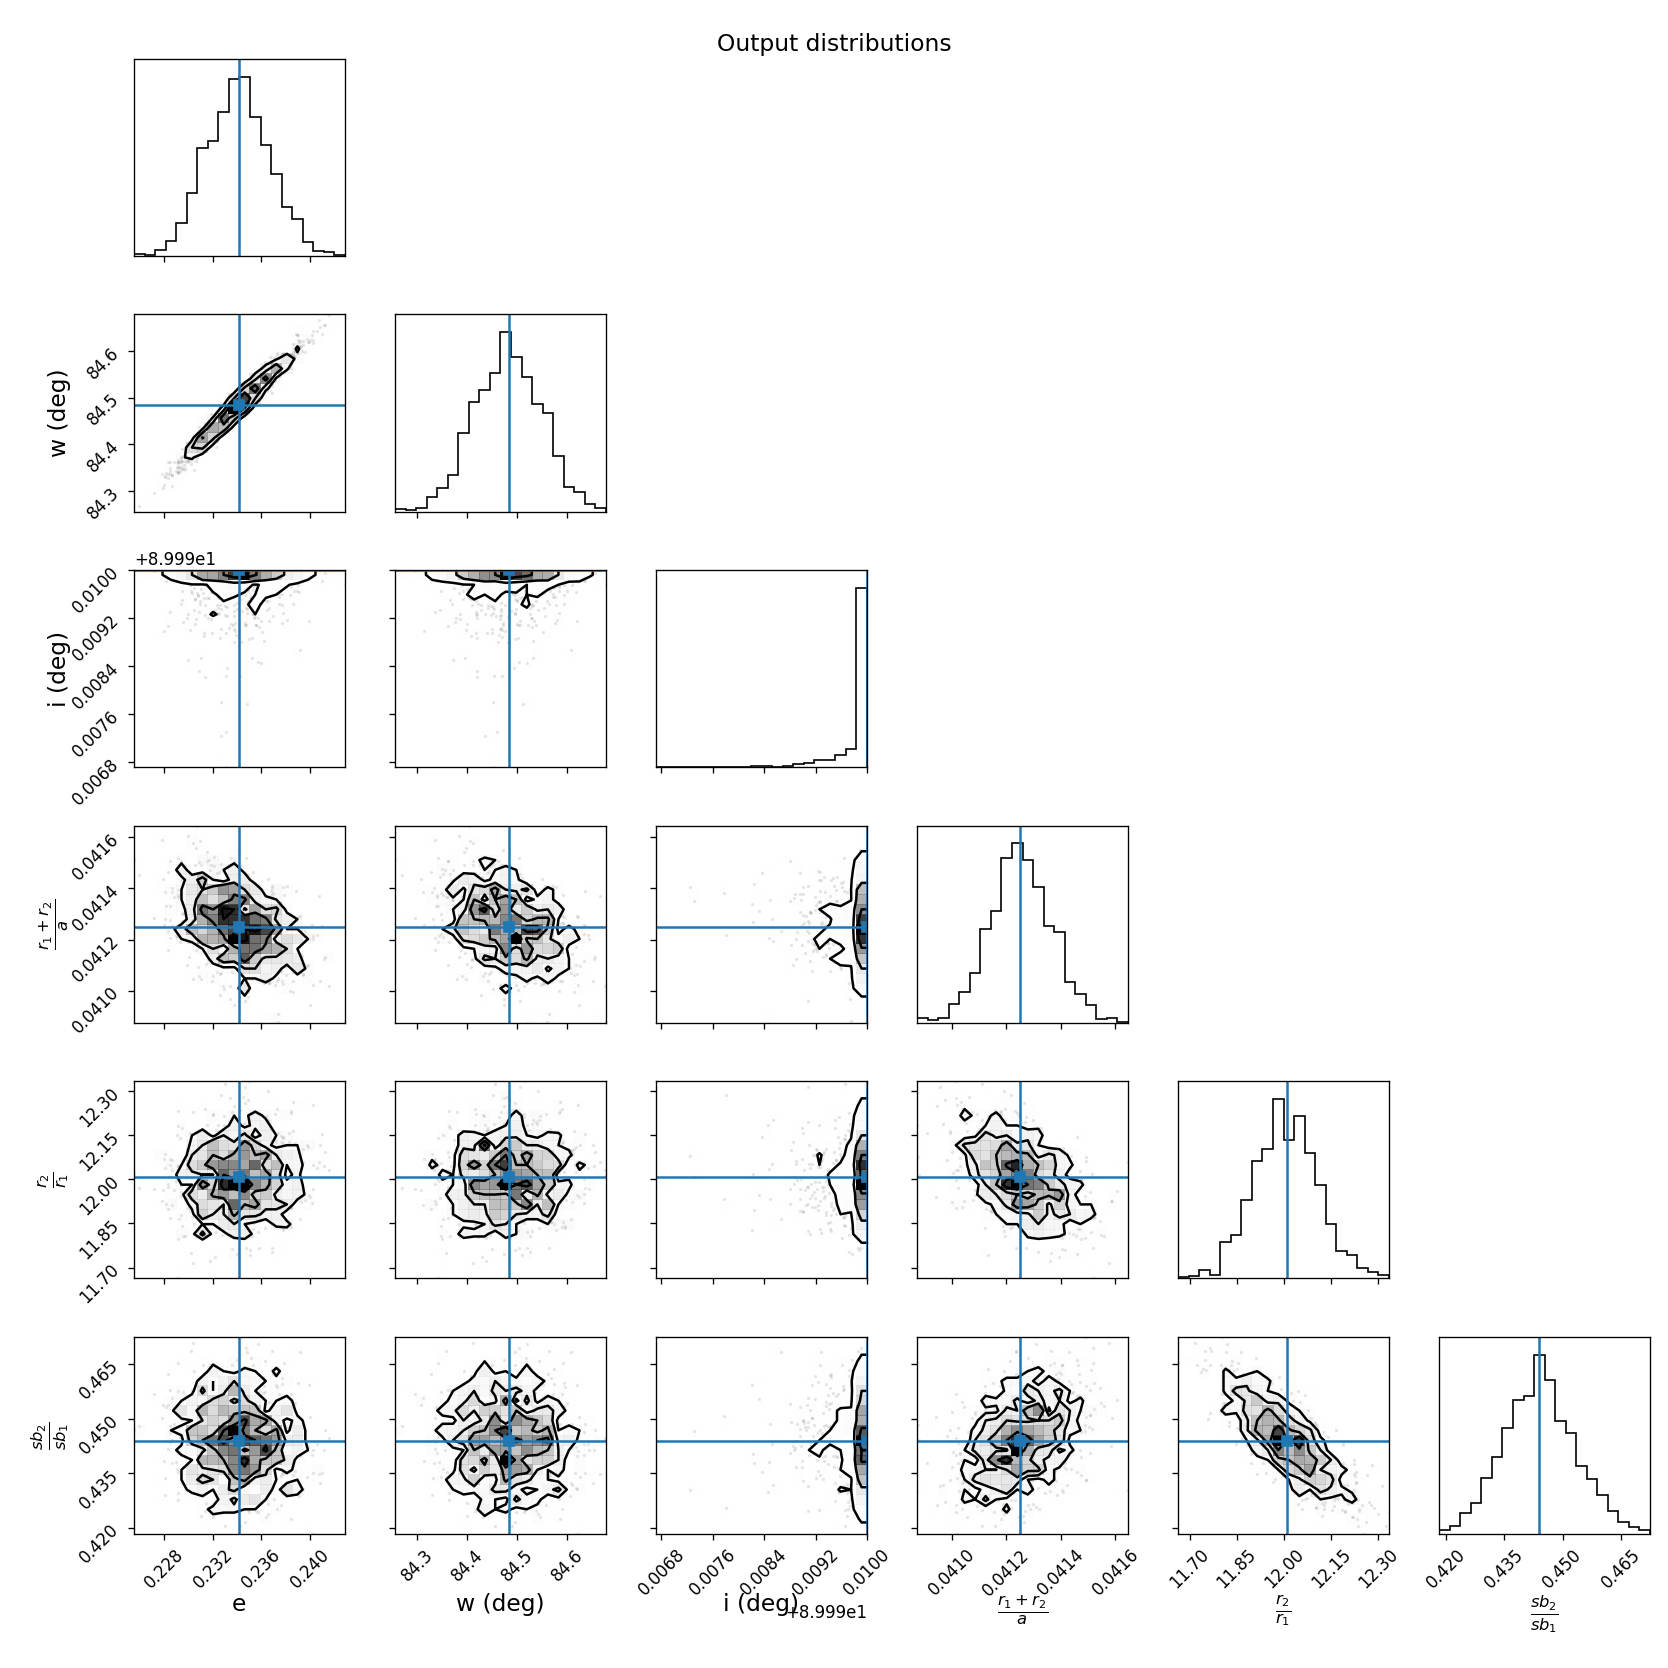 Output distributions
w (deg)
84.6
84.5
84.4
84.3
+8.999e1
i (deg)
0.0100
0.0092
0.0084
0.0076
0.0068
r₁ + r₂
a
0.0416
0.0414
0.0412
0.0410
r₂
r₁
12.30
12.15
12.00
11.85
11.70
sb₂
sb₁
0.465
0.450
0.435
0.420
0.228 0.232 0.236 0.240
84.3 84.4 84.5 84.6
0.0068 0.0076 0.0084 0.0092 0.0100
0.0410 0.0412 0.0414 0.0416
11.70 11.85 12.00 12.15 12.30
0.420 0.435 0.450 0.465
e
w (deg)
i (deg)
+8.999e1
r₁ + r₂
a
r₂
r₁
sb₂
sb₁